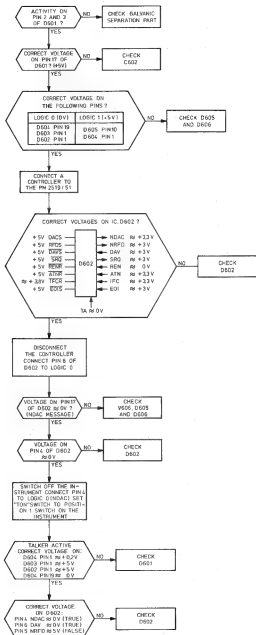 ACTIVITY ON
PIN 2 AND 3
OF D601 ?
NO
CHECK GALVANIC
SEPARATION PART
YES
CORRECT VOLTAGE
ON PIN 17 OF
D601 ? (+5V)
NO
CHECK
C602
YES
CORRECT VOLTAGE ON
THE FOLLOWING PINS ?
LOGIC 0 (0V)
LOGIC 1 (+5V)
D604 PIN 19
D603 PIN 1
D602 PIN 1
D605 PIN 10
D604 PIN 1
NO
CHECK D605
AND D606
YES
CONNECT A
CONTROLLER TO
THE PM 2519 / 51
CORRECT VOLTAGES ON IC, D602 ?
+5V DACS
NDAC ≈ +3,3V
+5V RFDS
NRFD ≈ +3V
+5V DAVS
DAV ≈ +3V
+5V SRQ
SRQ ≈ +3V
+5V RENR
REN ≈ 0V
+5V ATNR
ATN ≈ +3,3V
≈ +3,8V IFCR
IFC ≈ +3,3V
+5V EDIS
EOI ≈ +3V
D602
TA ≈ 0V
NO
CHECK
D602
YES
DISCONNECT
THE CONTROLLER
CONNECT PIN 8 OF
D602 TO LOGIC 0
VOLTAGE ON PIN 17
OF D602 ≈ 0V ?
(NDAC MESSAGE)
NO
CHECK
V606, D605
AND D606
YES
VOLTAGE ON
PIN 4 OF D602
≈ 0V
NO
CHECK
D602
YES
SWITCH OFF THE IN-
STRUMENT CONNECT PIN 4
TO LOGIC 0 (NDAC) SET
"TON" SWITCH TO POSITI-
ON 1 SWITCH ON THE
INSTRUMENT
TALKER ACTIVE
CORRECT VOLTAGE ON:
D604 PIN 1 ≈ +0,2V
D603 PIN 1 ≈ +5V
D602 PIN 1 ≈ +5V
D604 PIN 19 ≈ 0V
NO
CHECK
D601
YES
CORRECT VOLTAGE
ON D602:
PIN 4 NDAC ≈ 0V (TRUE)
PIN 6 DAV ≈ 0V (TRUE)
PIN 5 NRFD ≈ 0V (FALSE)
NO
CHECK
D602
YES